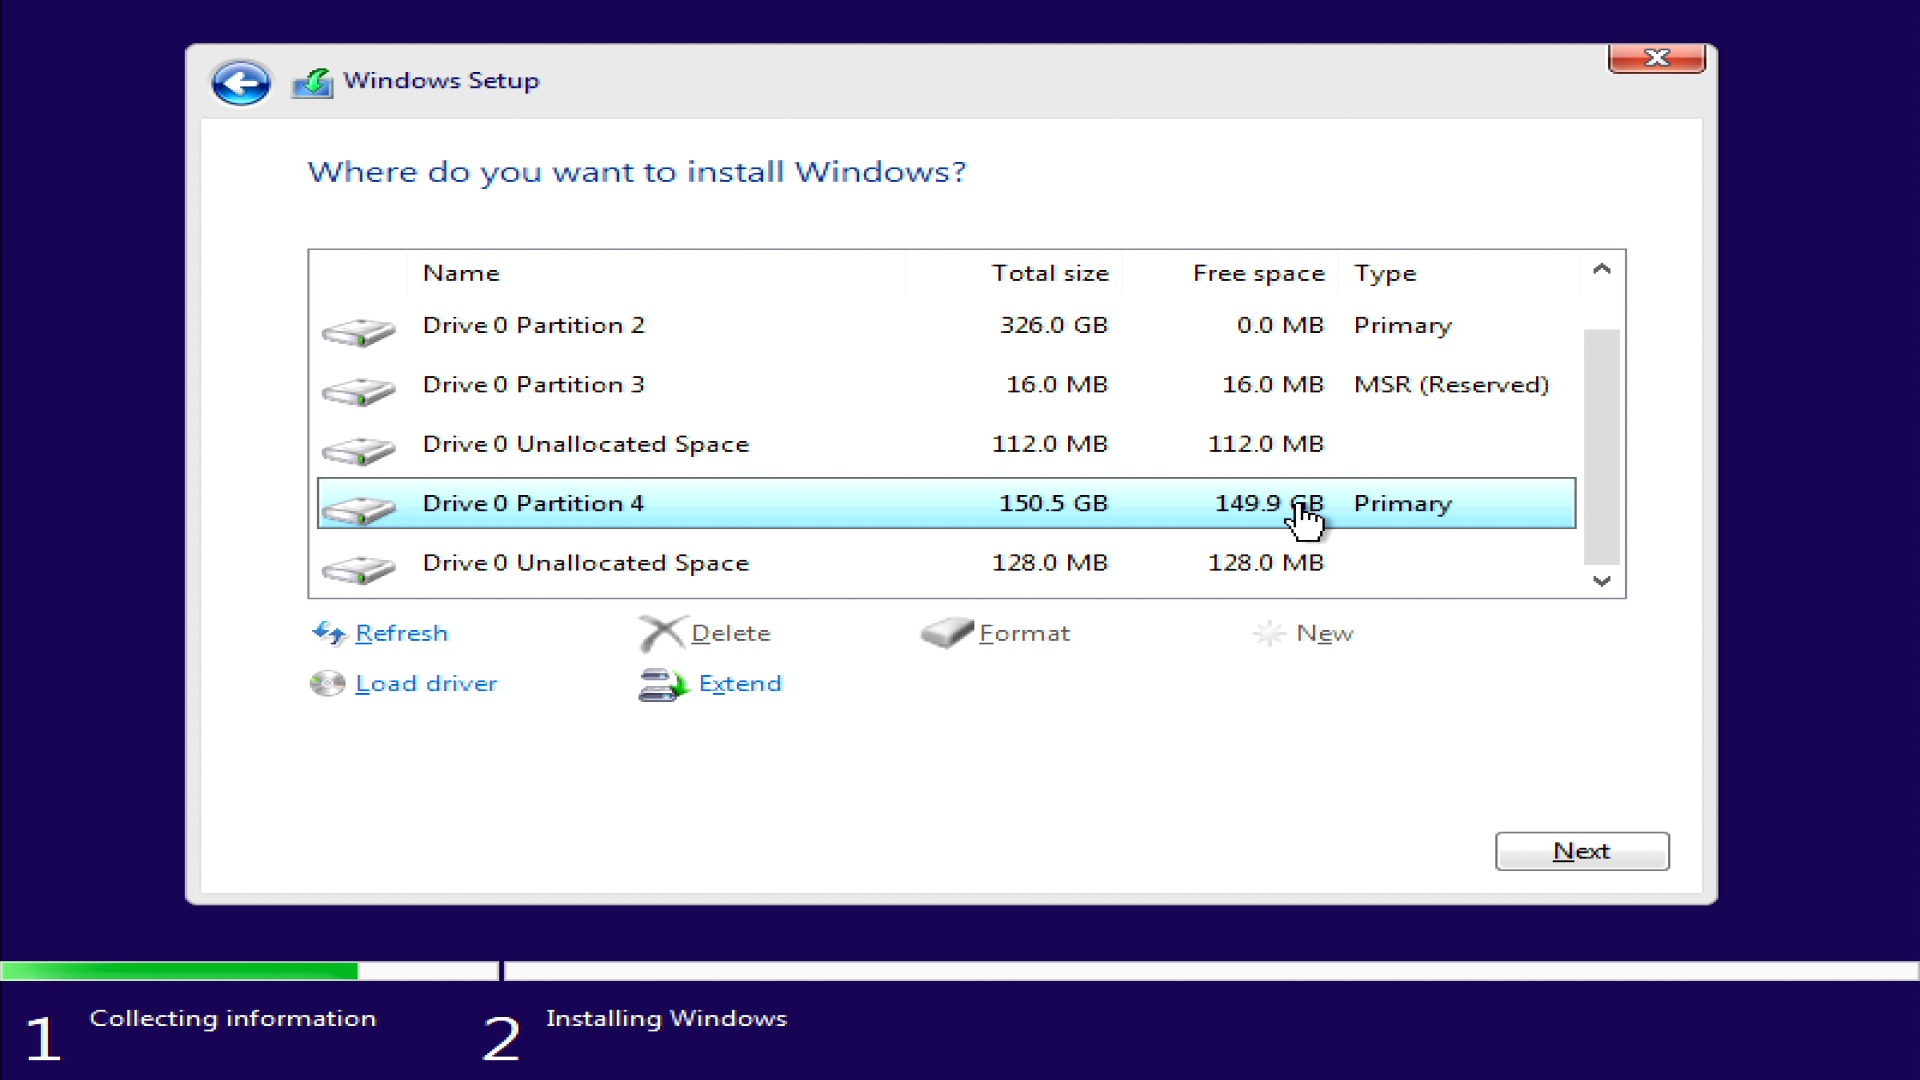 Windows Setup
Where do you want to install Windows?
Name Total size Free space Type
Drive 0 Partition 2 326.0 GB 0.0 MB Primary
Drive 0 Partition 3 16.0 MB 16.0 MB MSR (Reserved)
Drive 0 Unallocated Space 112.0 MB 112.0 MB
Drive 0 Partition 4 150.5 GB 149.9 GB Primary
Drive 0 Unallocated Space 128.0 MB 128.0 MB
Refresh Delete Format New
Load driver Extend
Next
1 Collecting information 2 Installing Windows